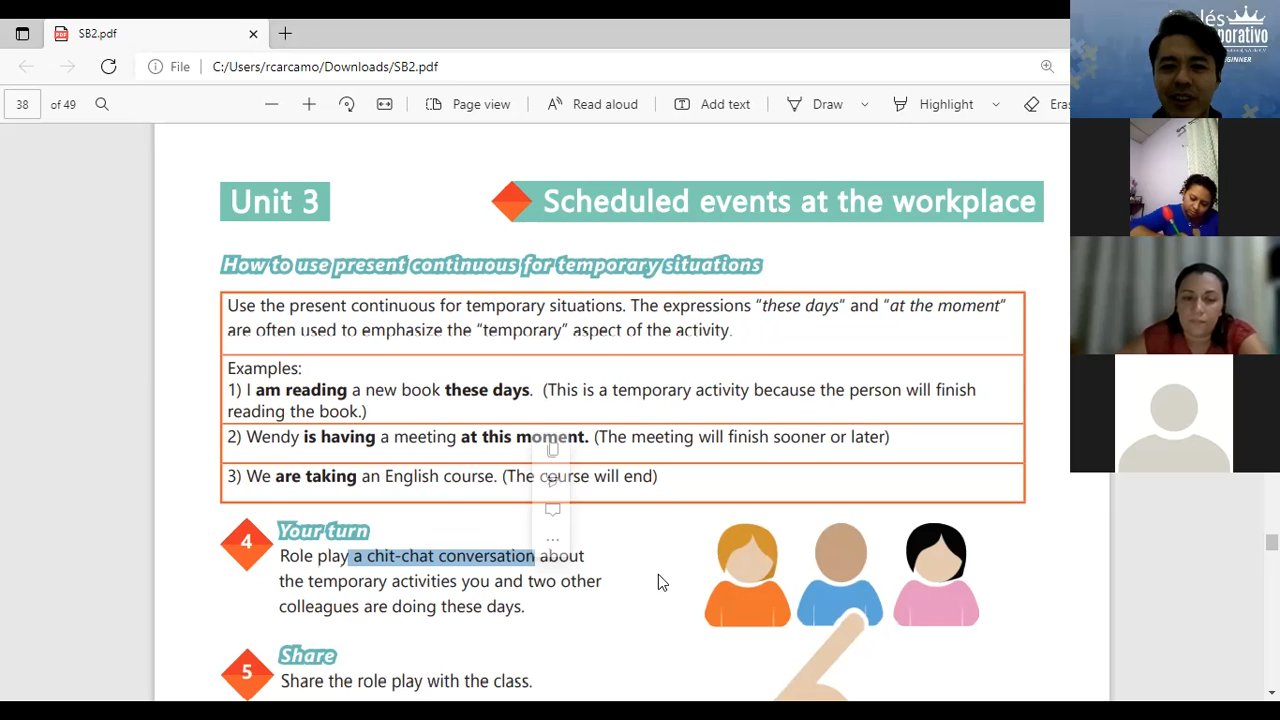 SB2.pdf
File C:/Users/rcarcamo/Downloads/SB2.pdf
38 of 49 Page view Read aloud Add text Draw Highlight
Unit 3
Scheduled events at the workplace
How to use present continuous for temporary situations
Use the present continuous for temporary situations. The expressions "these days" and "at the moment"
are often used to emphasize the "temporary" aspect of the activity.
Examples:
1) I am reading a new book these days. (This is a temporary activity because the person will finish
reading the book.)
2) Wendy is having a meeting at this moment. (The meeting will finish sooner or later)
3) We are taking an English course. (The course will end)
4 Your turn
Role play a chit-chat conversation about
the temporary activities you and two other
colleagues are doing these days.
5 Share
Share the role play with the class.